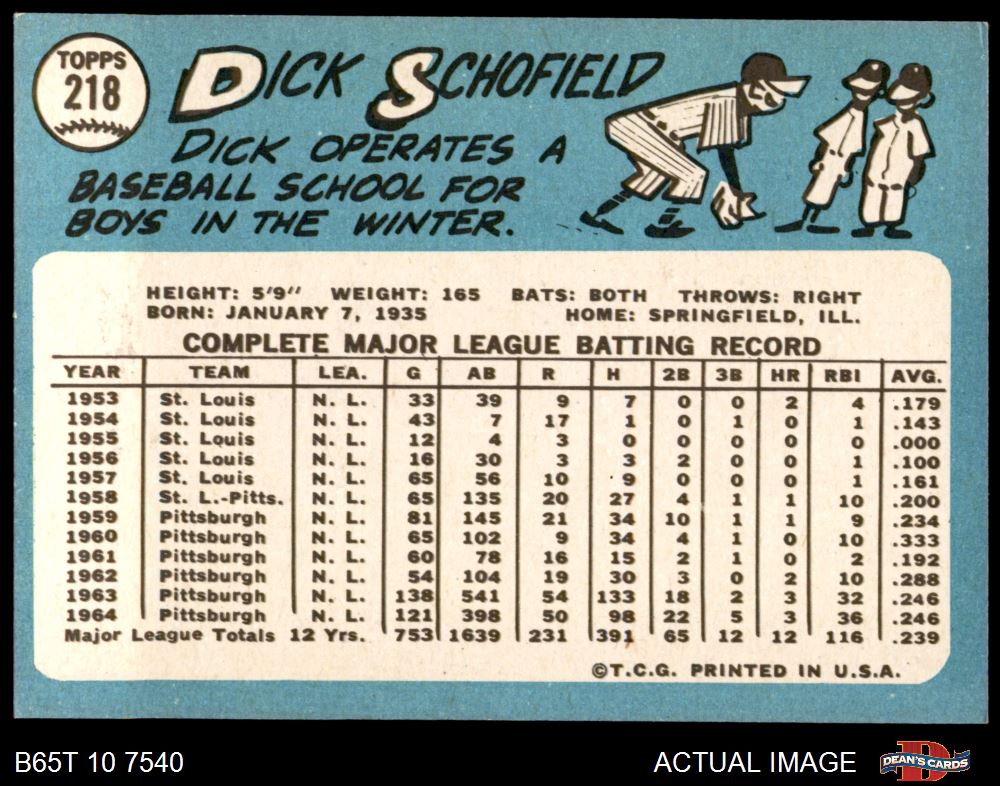 TOPPS
218
DICK SCHOFIELD
DICK OPERATES A
BASEBALL SCHOOL FOR
BOYS IN THE WINTER.
HEIGHT: 5'9" WEIGHT: 165 BATS: BOTH THROWS: RIGHT
BORN: JANUARY 7, 1935 HOME: SPRINGFIELD, ILL.
COMPLETE MAJOR LEAGUE BATTING RECORD
YEAR TEAM LEA. G AB R H 2B 3B HR RBI AVG.
1953 St. Louis N. L. 33 39 9 7 0 0 2 4 .179
1954 St. Louis N. L. 43 7 17 1 0 1 0 1 .143
1955 St. Louis N. L. 12 4 3 0 0 0 0 0 .000
1956 St. Louis N. L. 16 30 3 3 2 0 0 1 .100
1957 St. Louis N. L. 65 56 10 9 0 0 0 1 .161
1958 St. L.-Pitts. N. L. 65 135 20 27 4 1 1 10 .200
1959 Pittsburgh N. L. 81 145 21 34 10 1 1 9 .234
1960 Pittsburgh N. L. 65 102 9 34 4 1 0 10 .333
1961 Pittsburgh N. L. 60 78 16 15 2 1 0 2 .192
1962 Pittsburgh N. L. 54 104 19 30 3 0 2 10 .288
1963 Pittsburgh N. L. 138 541 54 133 18 2 3 32 .246
1964 Pittsburgh N. L. 121 398 50 98 22 5 3 36 .246
Major League Totals 12 Yrs. 753 1639 231 391 65 12 12 116 .239
©T.C.G. PRINTED IN U.S.A.
B65T 10 7540 ACTUAL IMAGE
D
DEAN'S CARDS